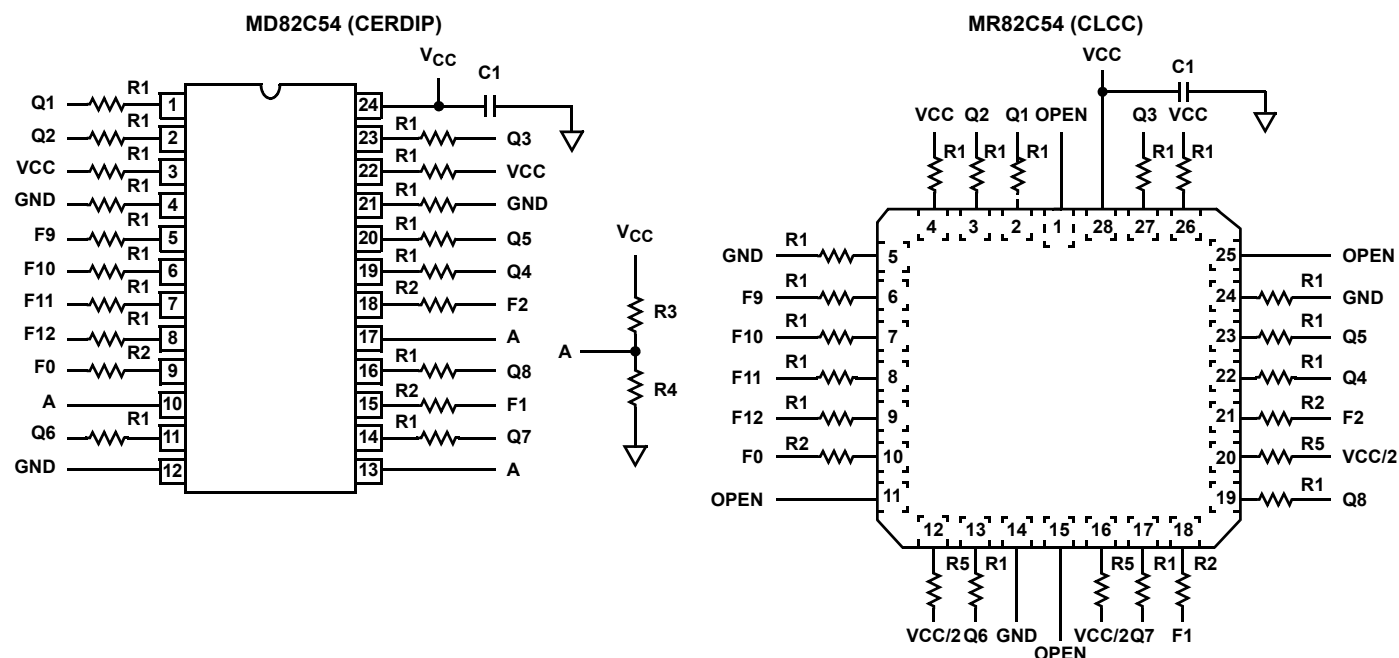 MD82C54 (CERDIP)
VCC
C1
Q1 R1 1
Q2 R1 2
VCC R1 3
GND R1 4
F9 R1 5
F10 R1 6
F11 R1 7
F12 R1 8
F0 R2 9
A 10
Q6 R1 11
GND 12
24
23 R1 Q3
22 R1 VCC
21 R1 GND
20 R1 Q5
19 R1 Q4
18 R2 F2
17 A
16 R1 Q8
15 R2 F1
14 R1 Q7
13 A
VCC
R3
A
R4
MR82C54 (CLCC)
VCC
C1
VCC Q2 Q1 OPEN Q3 VCC
R1 R1 R1 R1 R1
4 3 2 1 28 27 26
GND R1 5
F9 R1 6
F10 R1 7
F11 R1 8
F12 R1 9
F0 R2 10
OPEN 11
25 OPEN
24 R1 GND
23 R1 Q5
22 R1 Q4
21 R2 F2
20 R5 VCC/2
19 R1 Q8
12 13 14 15 16 17 18
R5 R1 R5 R1 R2
VCC/2 Q6 GND VCC/2 Q7 F1
OPEN